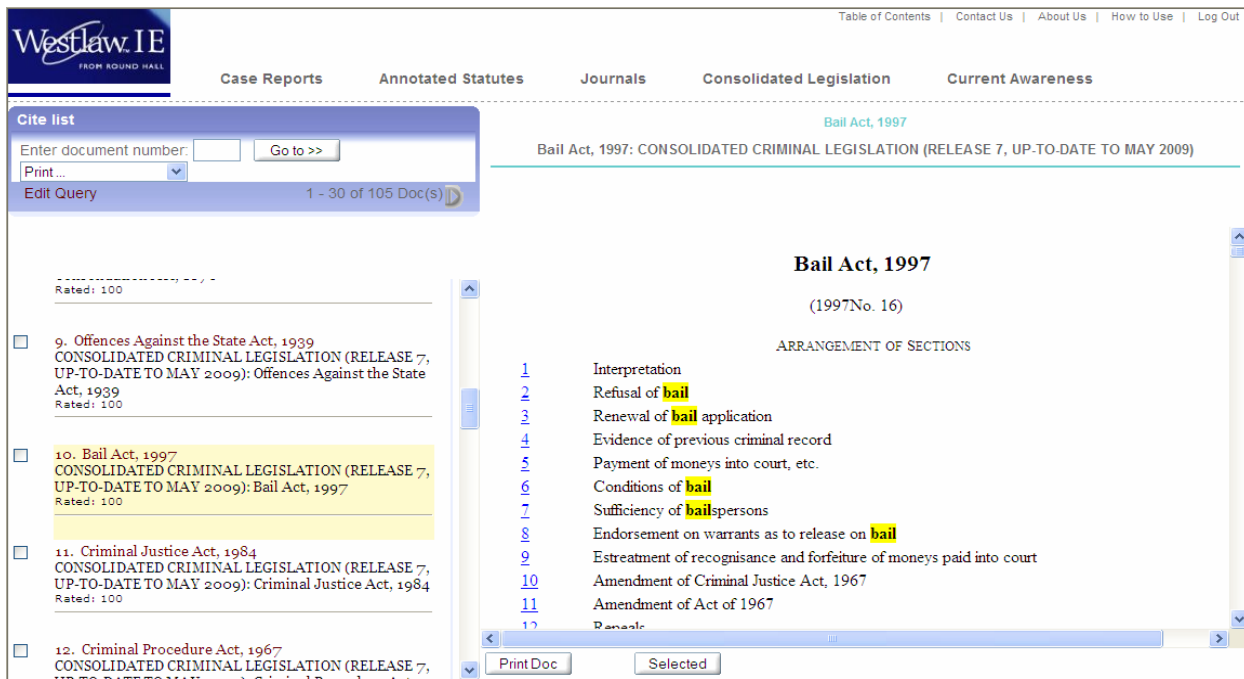 Table of Contents | Contact Us | About Us | How to Use | Log Out
Westlaw.IE
FROM ROUND HALL
Case Reports Annotated Statutes Journals Consolidated Legislation Current Awareness
Cite list
Enter document number: Go to >>
Print ...
Edit Query 1 - 30 of 105 Doc(s)
Rated: 100
9. Offences Against the State Act, 1939
CONSOLIDATED CRIMINAL LEGISLATION (RELEASE 7,
UP-TO-DATE TO MAY 2009): Offences Against the State
Act, 1939
Rated: 100
10. Bail Act, 1997
CONSOLIDATED CRIMINAL LEGISLATION (RELEASE 7,
UP-TO-DATE TO MAY 2009): Bail Act, 1997
Rated: 100
11. Criminal Justice Act, 1984
CONSOLIDATED CRIMINAL LEGISLATION (RELEASE 7,
UP-TO-DATE TO MAY 2009): Criminal Justice Act, 1984
Rated: 100
12. Criminal Procedure Act, 1967
CONSOLIDATED CRIMINAL LEGISLATION (RELEASE 7,
Bail Act, 1997
Bail Act, 1997: CONSOLIDATED CRIMINAL LEGISLATION (RELEASE 7, UP-TO-DATE TO MAY 2009)
Bail Act, 1997
(1997No. 16)
ARRANGEMENT OF SECTIONS
1 Interpretation
2 Refusal of bail
3 Renewal of bail application
4 Evidence of previous criminal record
5 Payment of moneys into court, etc.
6 Conditions of bail
7 Sufficiency of bailspersons
8 Endorsement on warrants as to release on bail
9 Estreatment of recognisance and forfeiture of moneys paid into court
10 Amendment of Criminal Justice Act, 1967
11 Amendment of Act of 1967
12 Repeals
Print Doc Selected